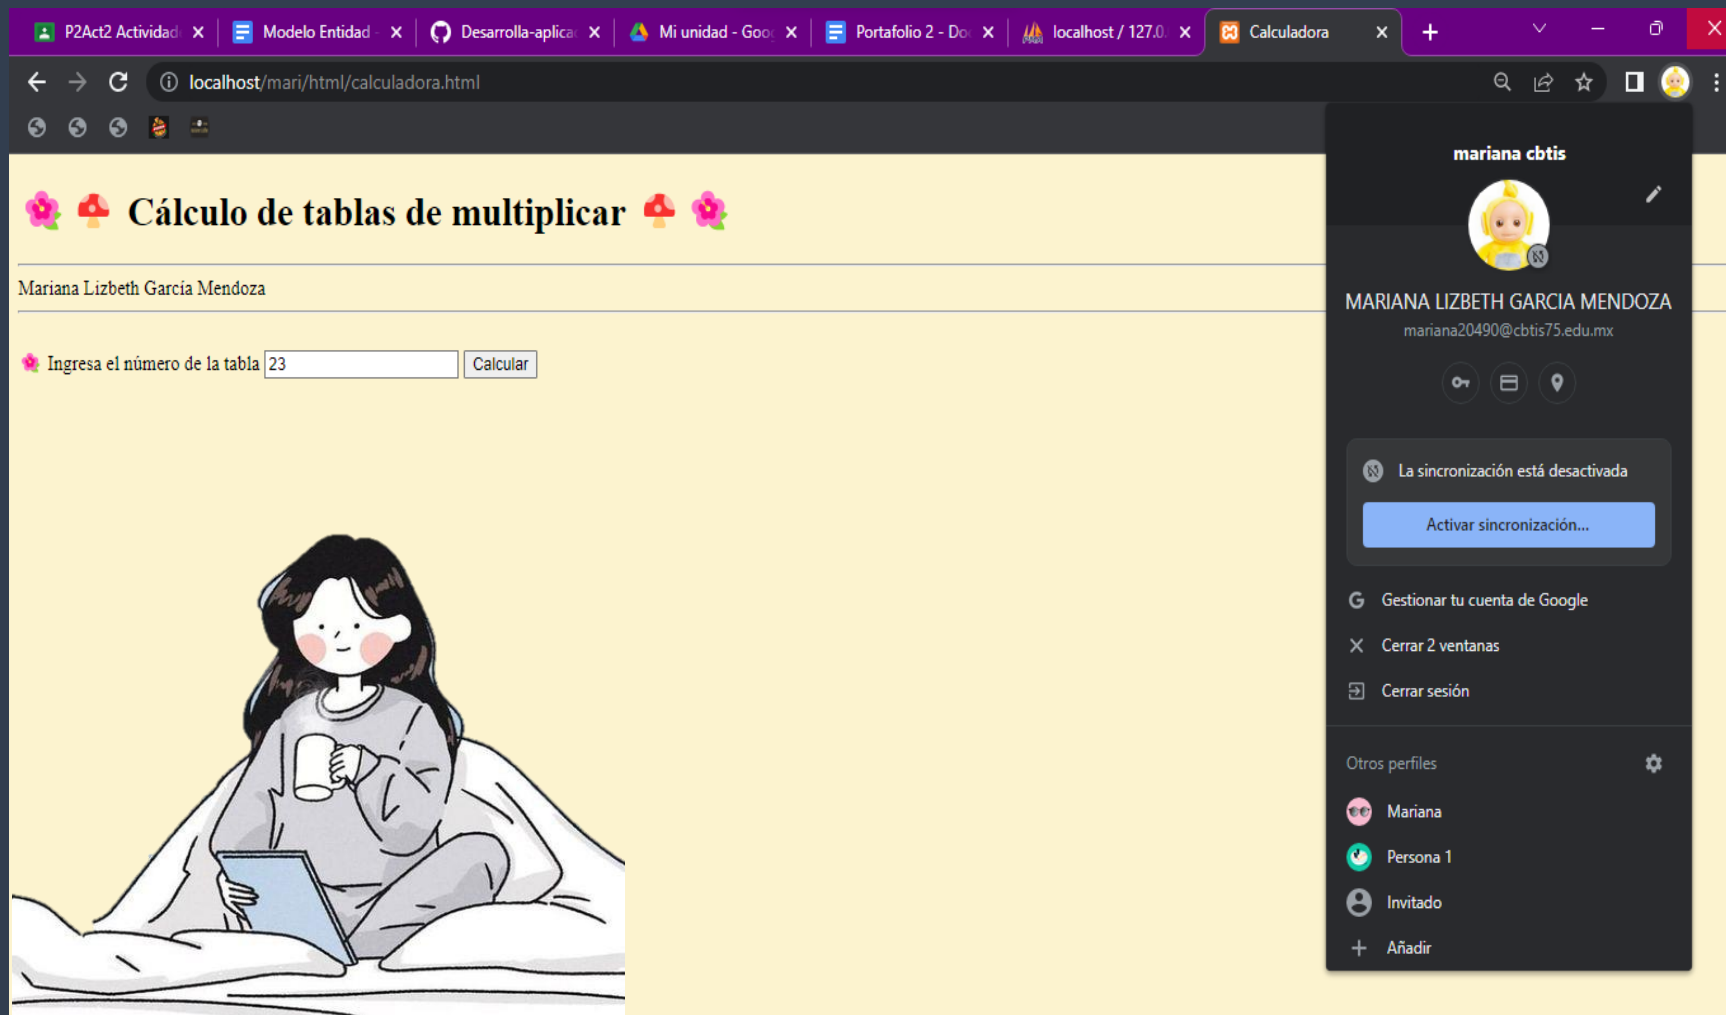 P2Act2 Actividad
Modelo Entidad -
Desarrolla-aplica
Mi unidad - Goo
Portafolio 2 - Do
localhost / 127.0.
Calculadora
localhost/mari/html/calculadora.html
Cálculo de tablas de multiplicar
Mariana Lizbeth García Mendoza
Ingresa el número de la tabla 23 Calcular
mariana cbtis
MARIANA LIZBETH GARCIA MENDOZA
mariana20490@cbtis75.edu.mx
La sincronización está desactivada
Activar sincronización...
Gestionar tu cuenta de Google
Cerrar 2 ventanas
Cerrar sesión
Otros perfiles
Mariana
Persona 1
Invitado
Añadir